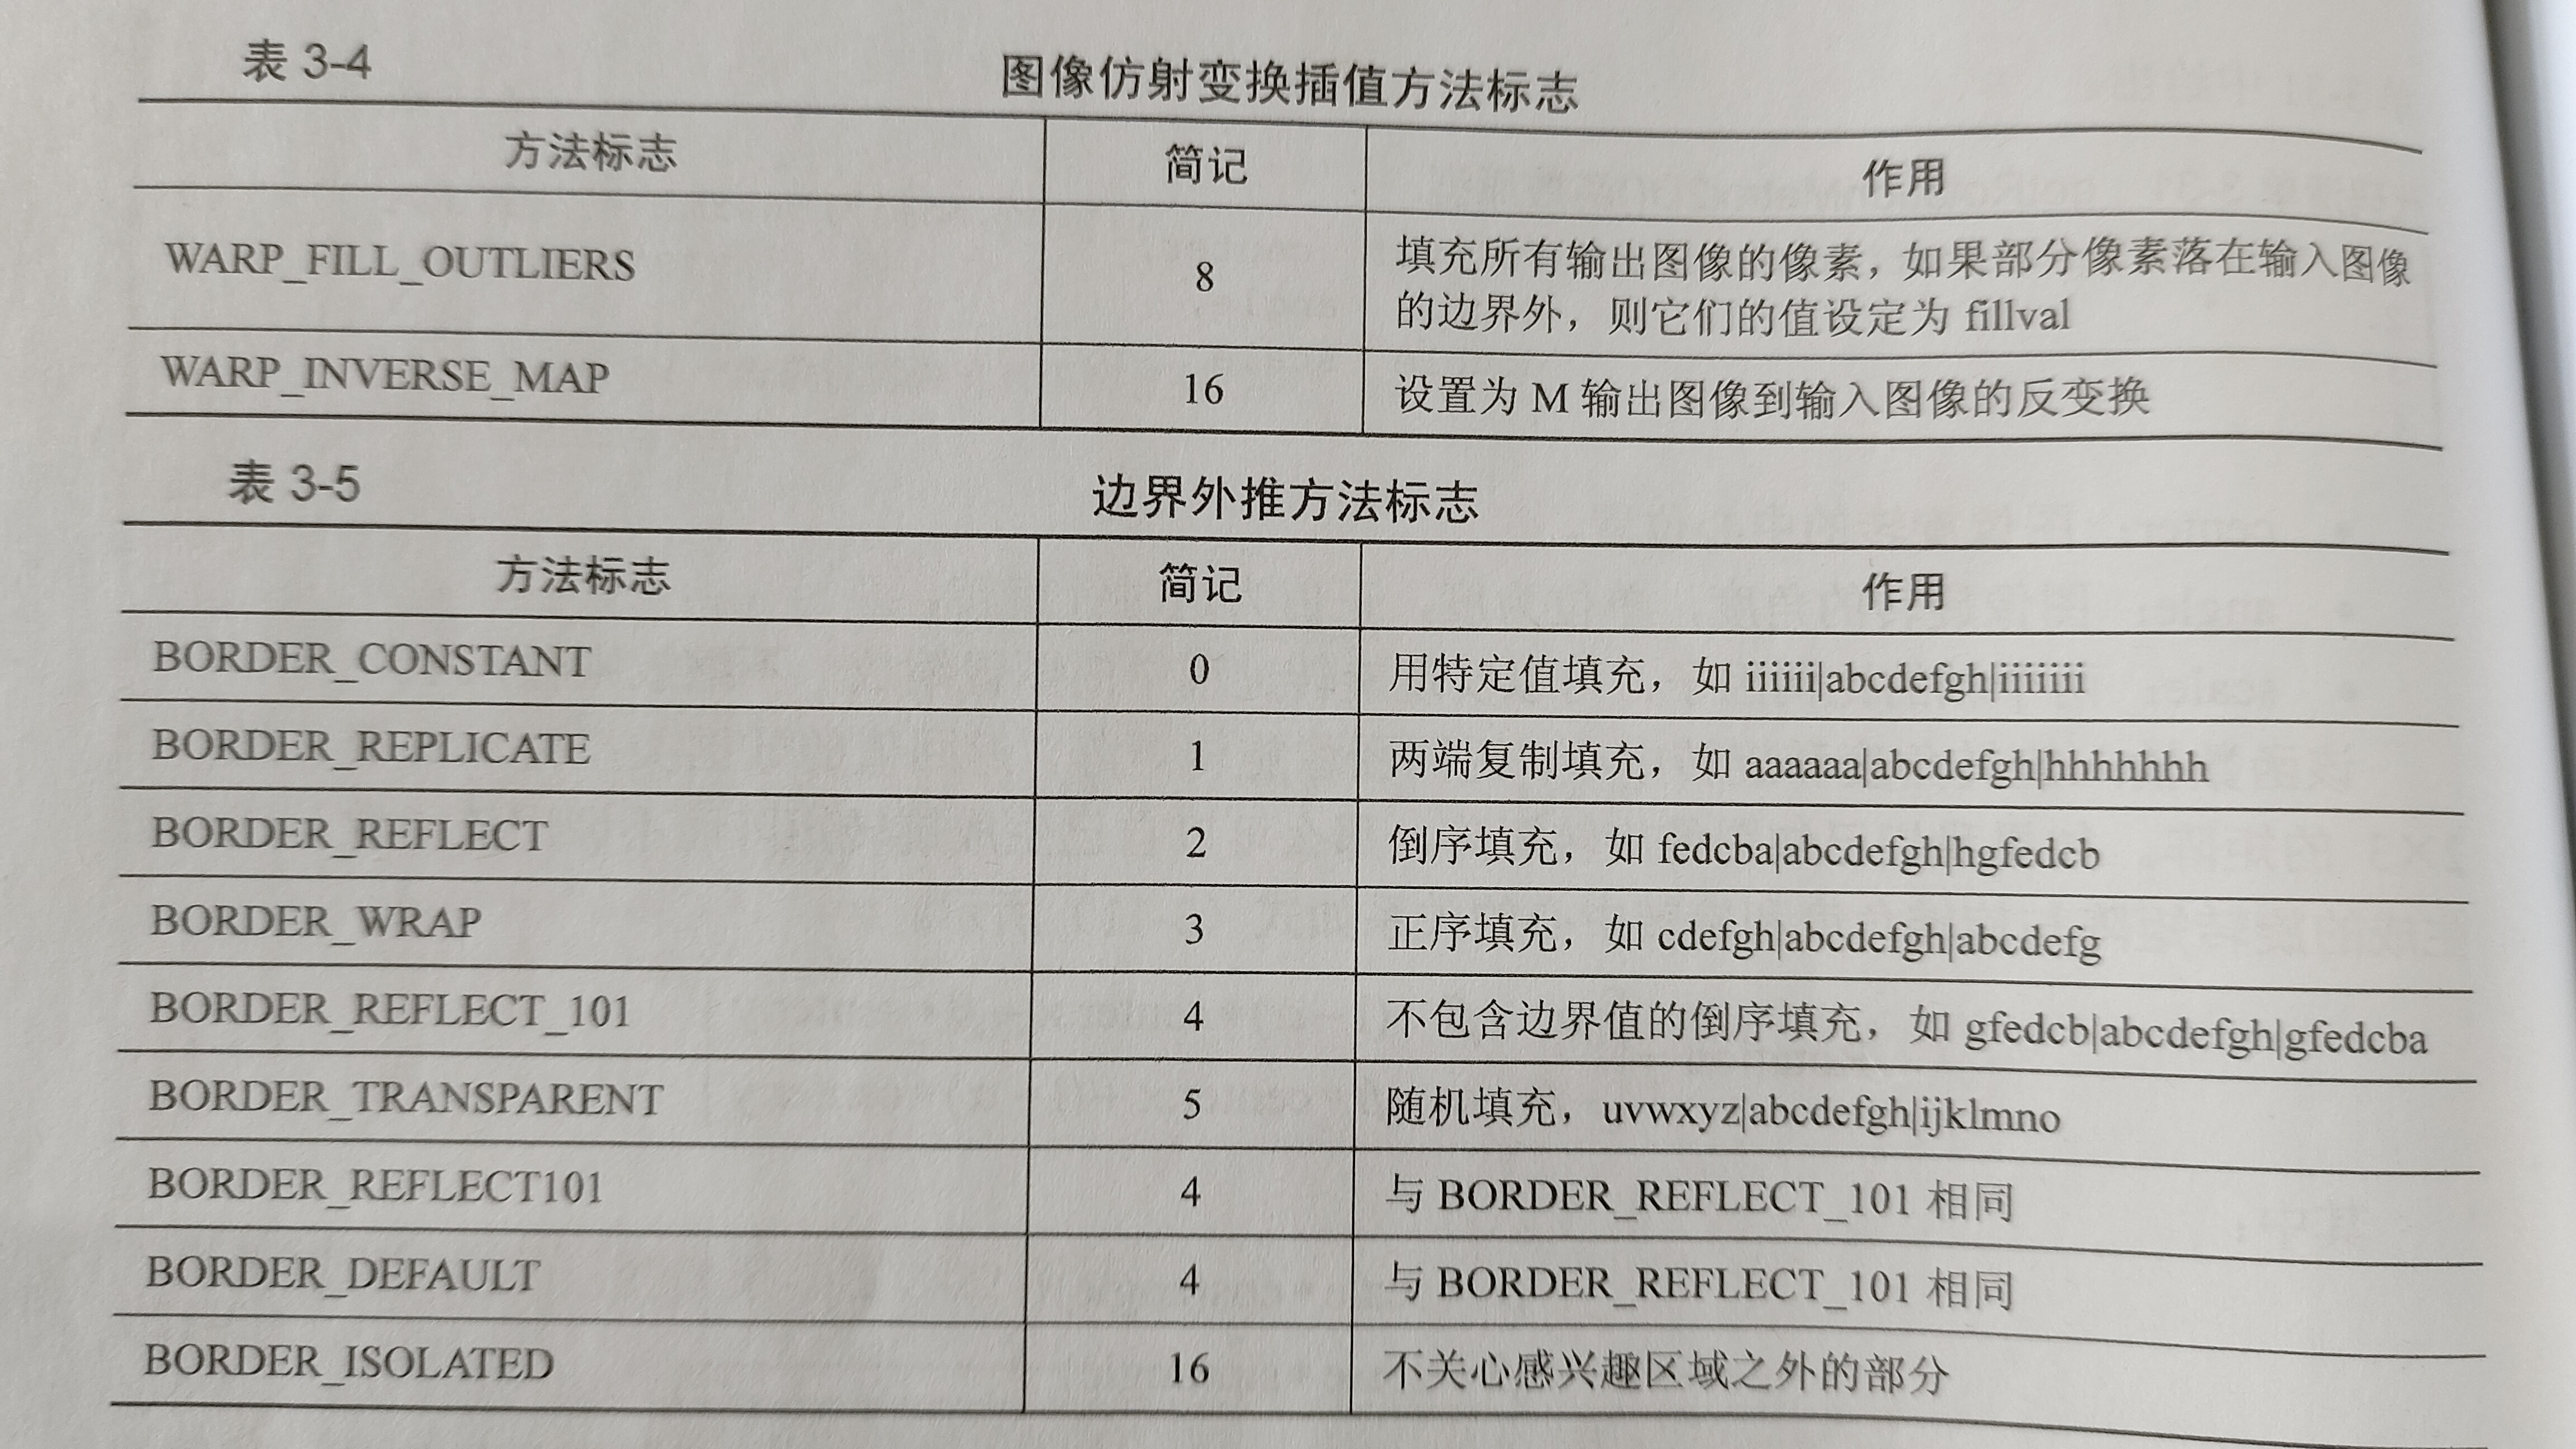 表 3-4 图像仿射变换插值方法标志
方法标志 简记 作用
WARP_FILL_OUTLIERS 8 填充所有输出图像的像素，如果部分像素落在输入图像
的边界外，则它们的值设定为 fillval
WARP_INVERSE_MAP 16 设置为 M 输出图像到输入图像的反变换
表 3-5 边界外推方法标志
方法标志 简记 作用
BORDER_CONSTANT 0 用特定值填充，如 iiiiii|abcdefgh|iiiiiii
BORDER_REPLICATE 1 两端复制填充，如 aaaaaa|abcdefgh|hhhhhhh
BORDER_REFLECT 2 倒序填充，如 fedcba|abcdefgh|hgfedcb
BORDER_WRAP 3 正序填充，如 cdefgh|abcdefgh|abcdefg
BORDER_REFLECT_101 4 不包含边界值的倒序填充，如 gfedcb|abcdefgh|gfedcba
BORDER_TRANSPARENT 5 随机填充，uvwxyz|abcdefgh|ijklmno
BORDER_REFLECT101 4 与 BORDER_REFLECT_101 相同
BORDER_DEFAULT 4 与 BORDER_REFLECT_101 相同
BORDER_ISOLATED 16 不关心感兴趣区域之外的部分